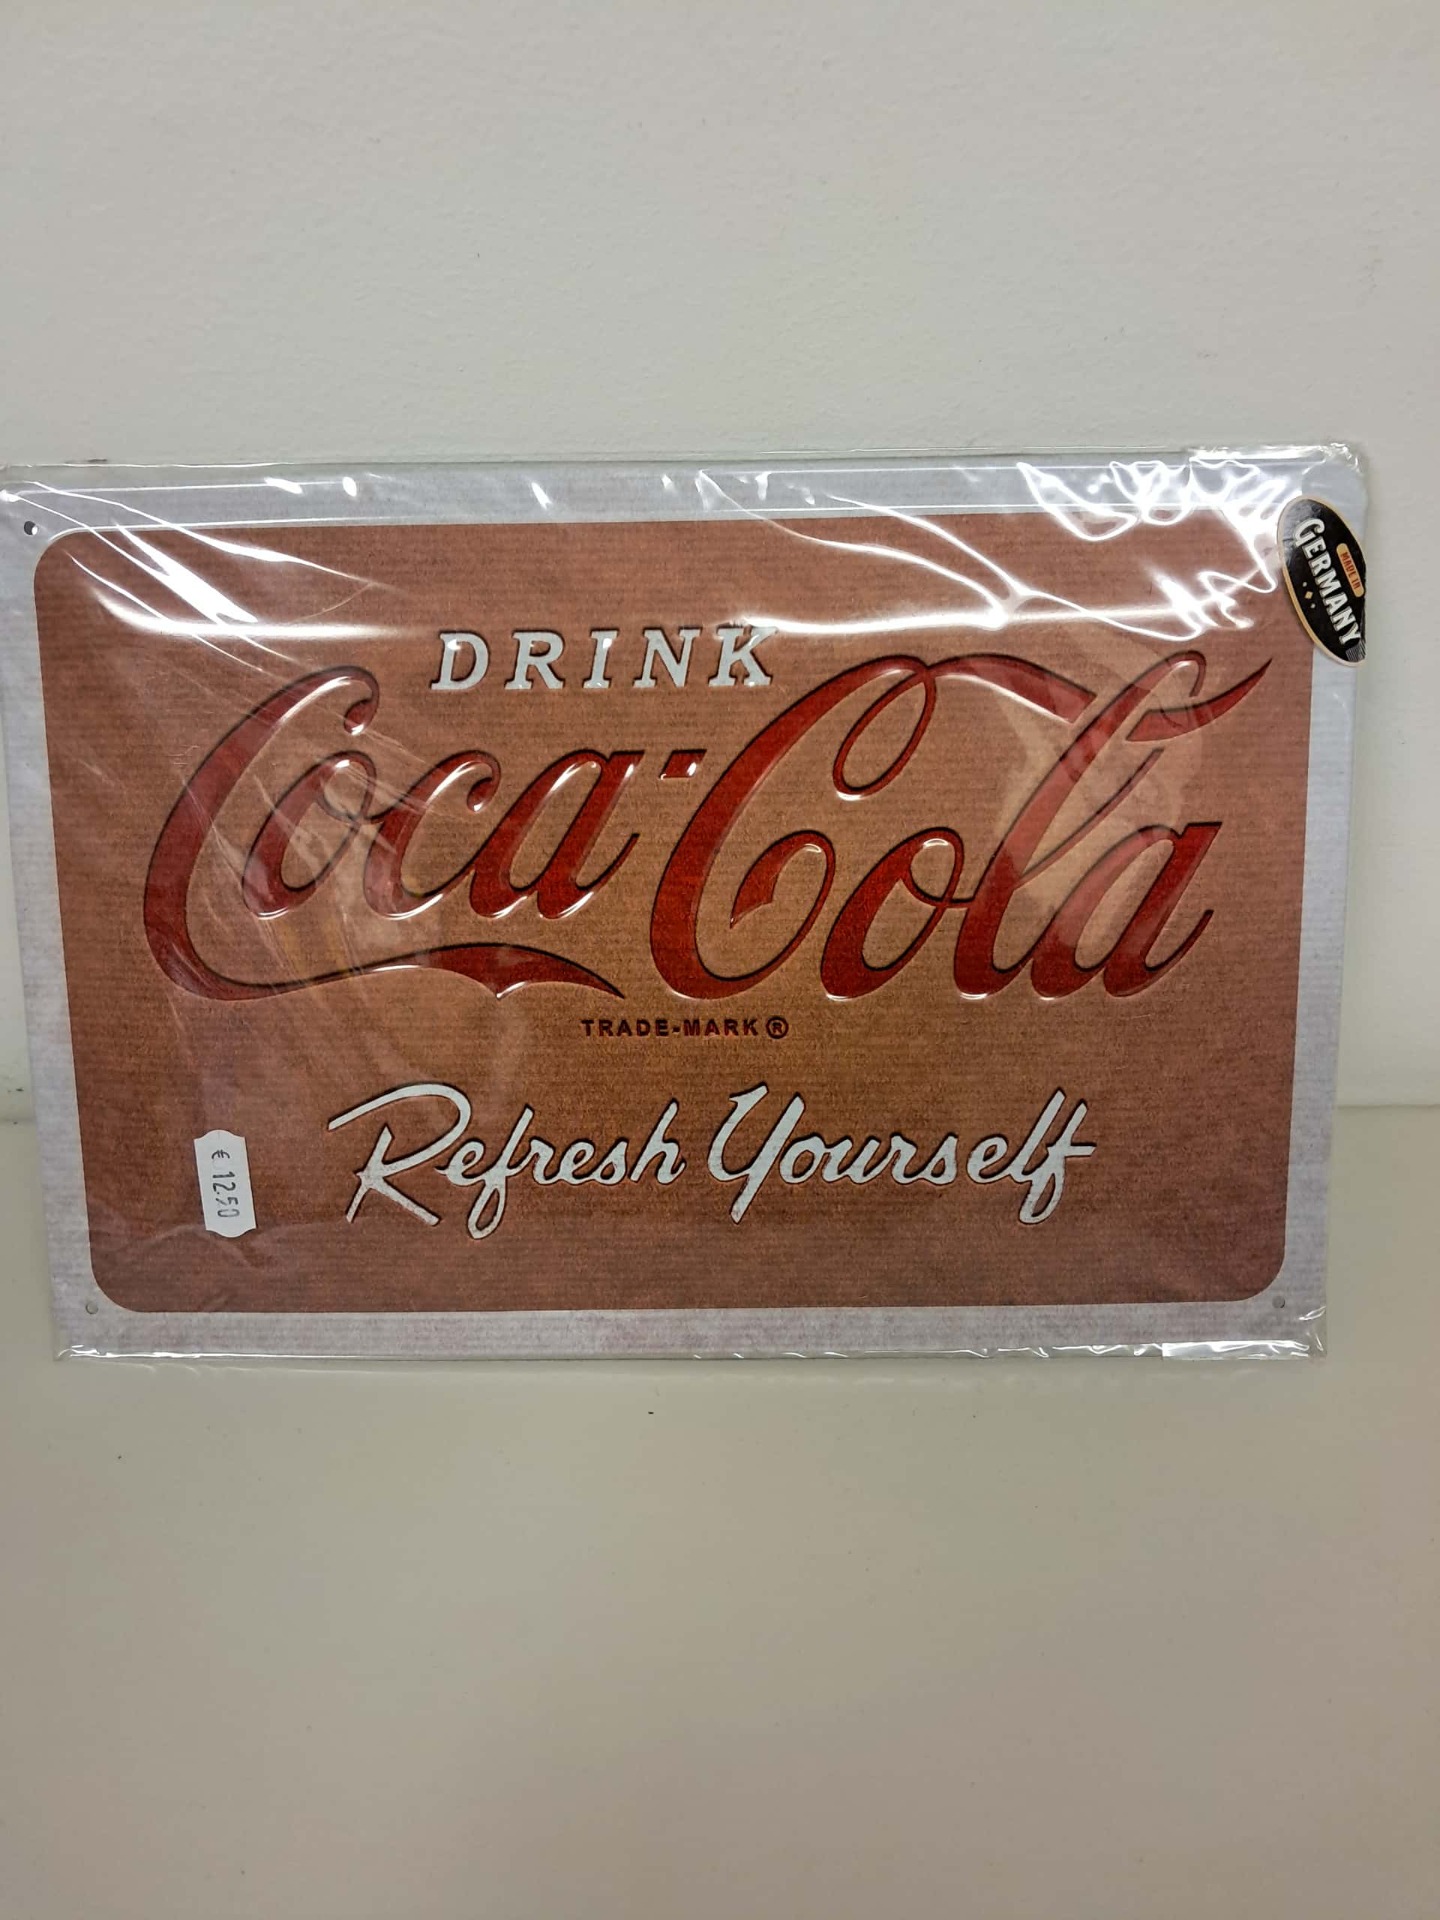 MADE IN
GERMANY
DRINK
Coca-Cola
TRADE-MARK ®
Refresh Yourself
€ 12.50